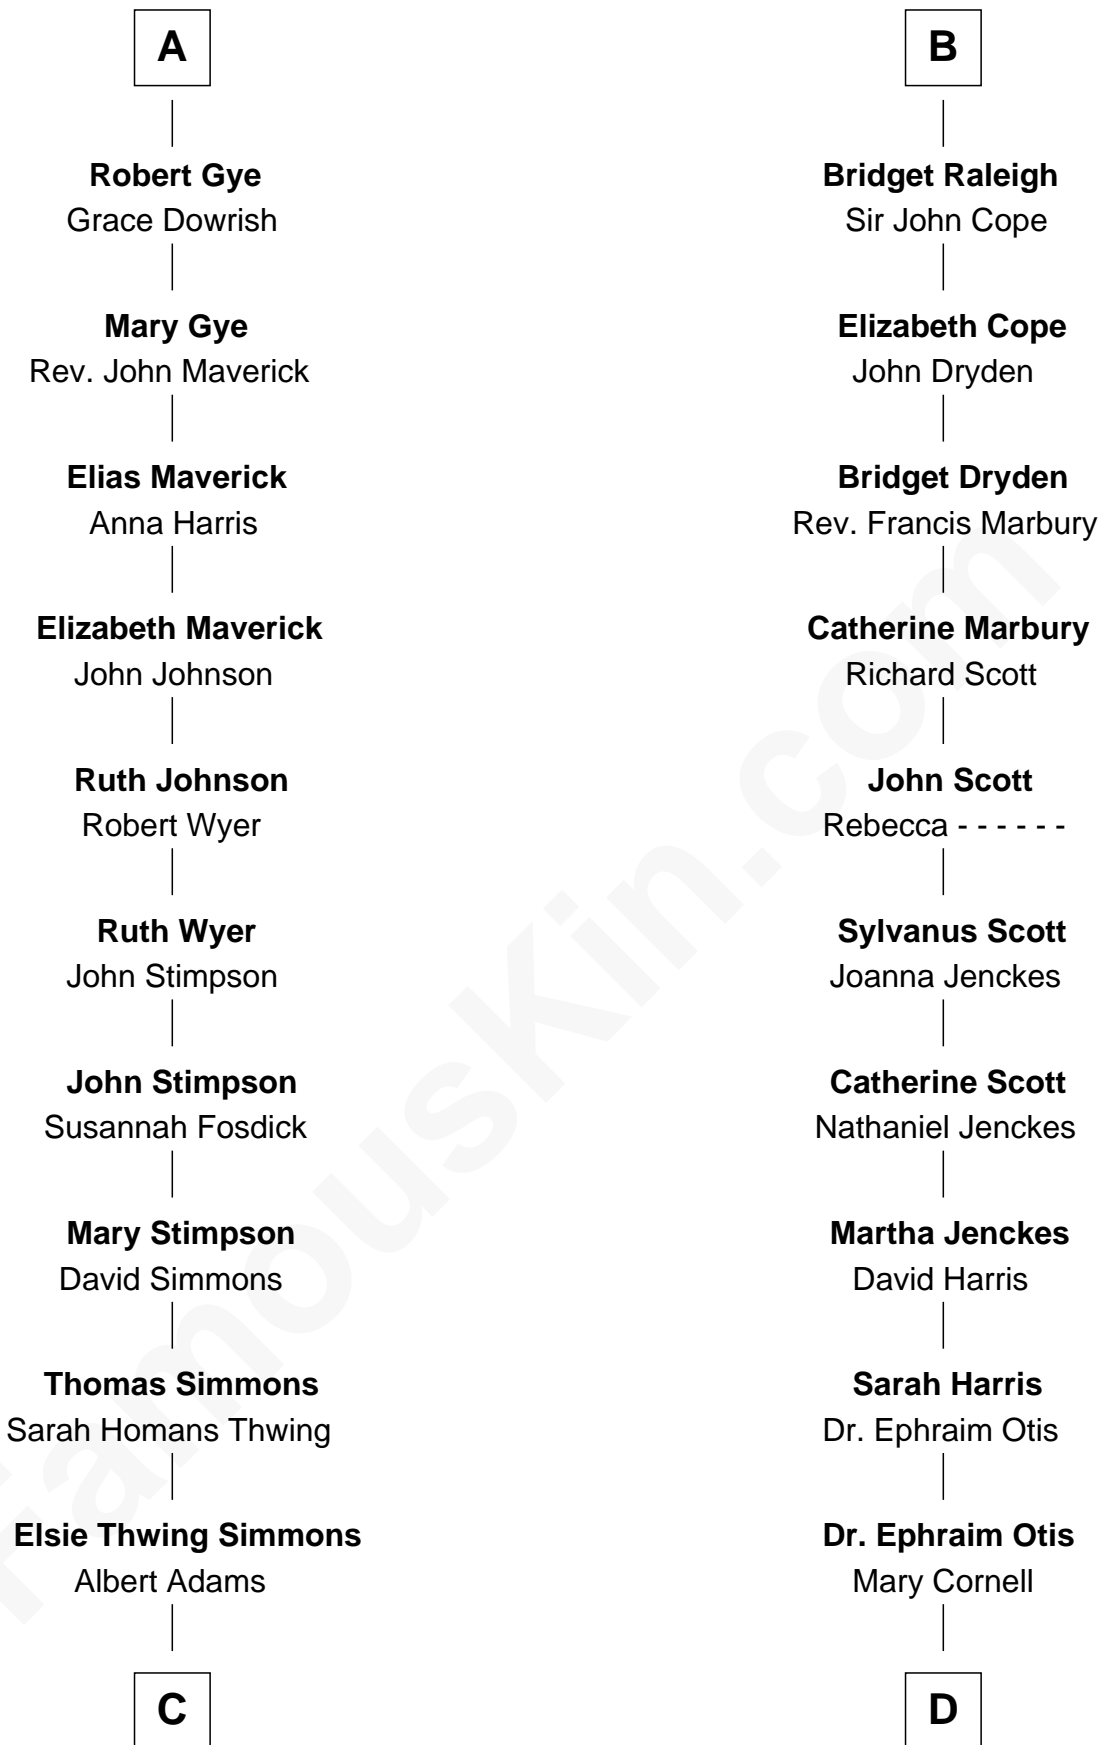 A
Robert Gye
Grace Dowrish
Mary Gye
Rev. John Maverick
Elias Maverick
Anna Harris
Elizabeth Maverick
John Johnson
Ruth Johnson
Robert Wyer
Ruth Wyer
John Stimpson
John Stimpson
Susannah Fosdick
Mary Stimpson
David Simmons
Thomas Simmons
Sarah Homans Thwing
Elsie Thwing Simmons
Albert Adams
C
B
Bridget Raleigh
Sir John Cope
Elizabeth Cope
John Dryden
Bridget Dryden
Rev. Francis Marbury
Catherine Marbury
Richard Scott
John Scott
Rebecca - - - - - -
Sylvanus Scott
Joanna Jenckes
Catherine Scott
Nathaniel Jenckes
Martha Jenckes
David Harris
Sarah Harris
Dr. Ephraim Otis
Dr. Ephraim Otis
Mary Cornell
D
FamousKin.com